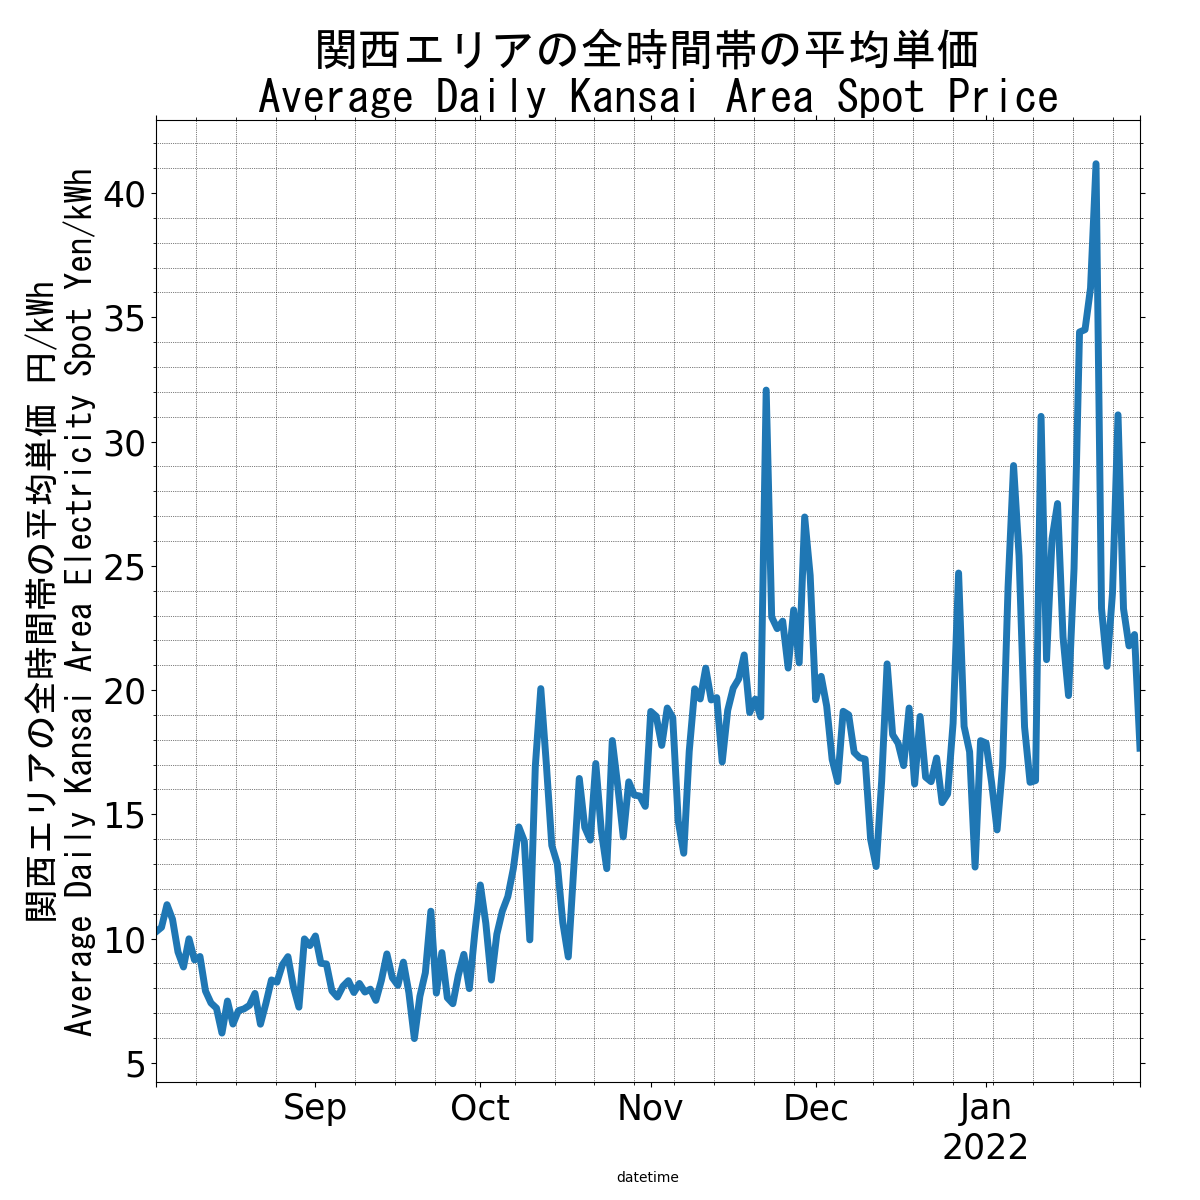 関西エリアの全時間帯の平均単価
Average Daily Kansai Area Spot Price
関西エリアの全時間帯の平均単価 円/kWh
Average Daily Kansai Area Electricity Spot Yen/kWh
40
35
30
25
20
15
10
5
Sep
Oct
Nov
Dec
Jan
2022
datetime